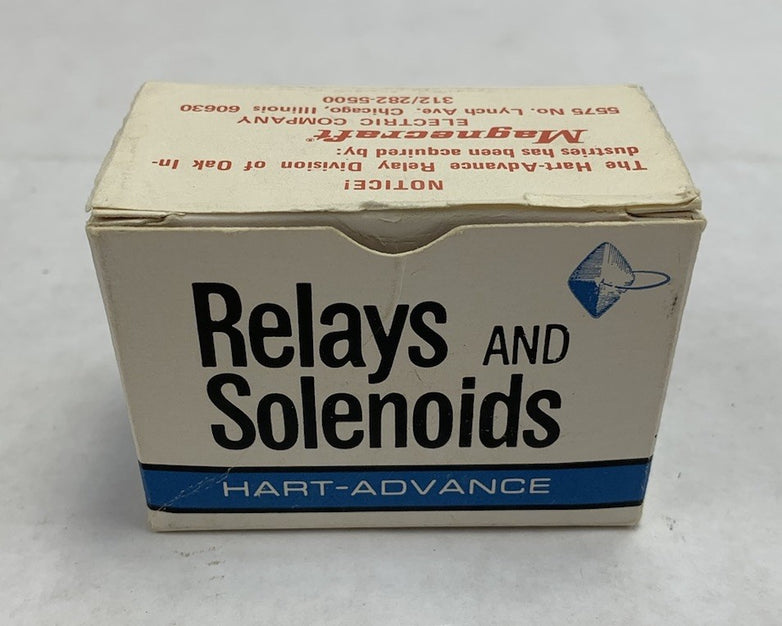 NOTICE!
The Hart-Advance Relay Division of Oak In-
dustries has been acquired by:
Magnecraft®
ELECTRIC COMPANY
5575 No. Lynch Ave. Chicago, Illinois 60630
312/282-5500
Relays AND
Solenoids
HART-ADVANCE